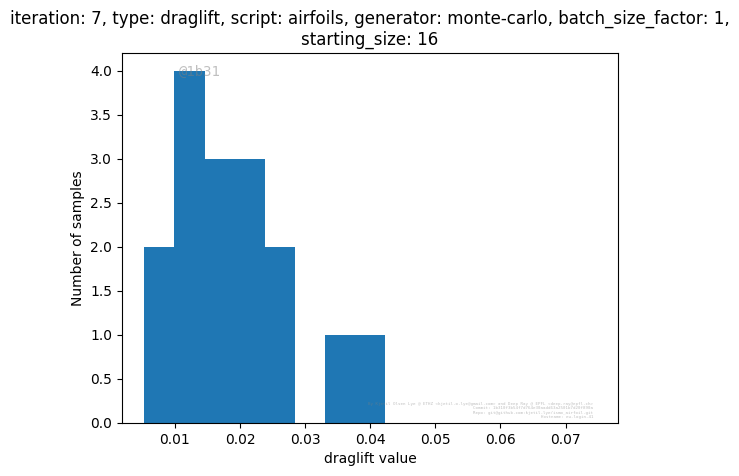 iteration: 7, type: draglift, script: airfoils, generator: monte-carlo, batch_size_factor: 1,
starting_size: 16
@1b31
4.0
3.5
3.0
2.5
2.0
1.5
1.0
0.5
0.0
Number of samples
0.01 0.02 0.03 0.04 0.05 0.06 0.07
draglift value